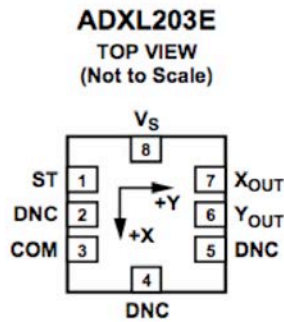 ADXL203E
TOP VIEW
(Not to Scale)
VS
8
ST 1 7 XOUT
DNC 2 +Y 6 YOUT
COM 3 +X 5 DNC
4
DNC